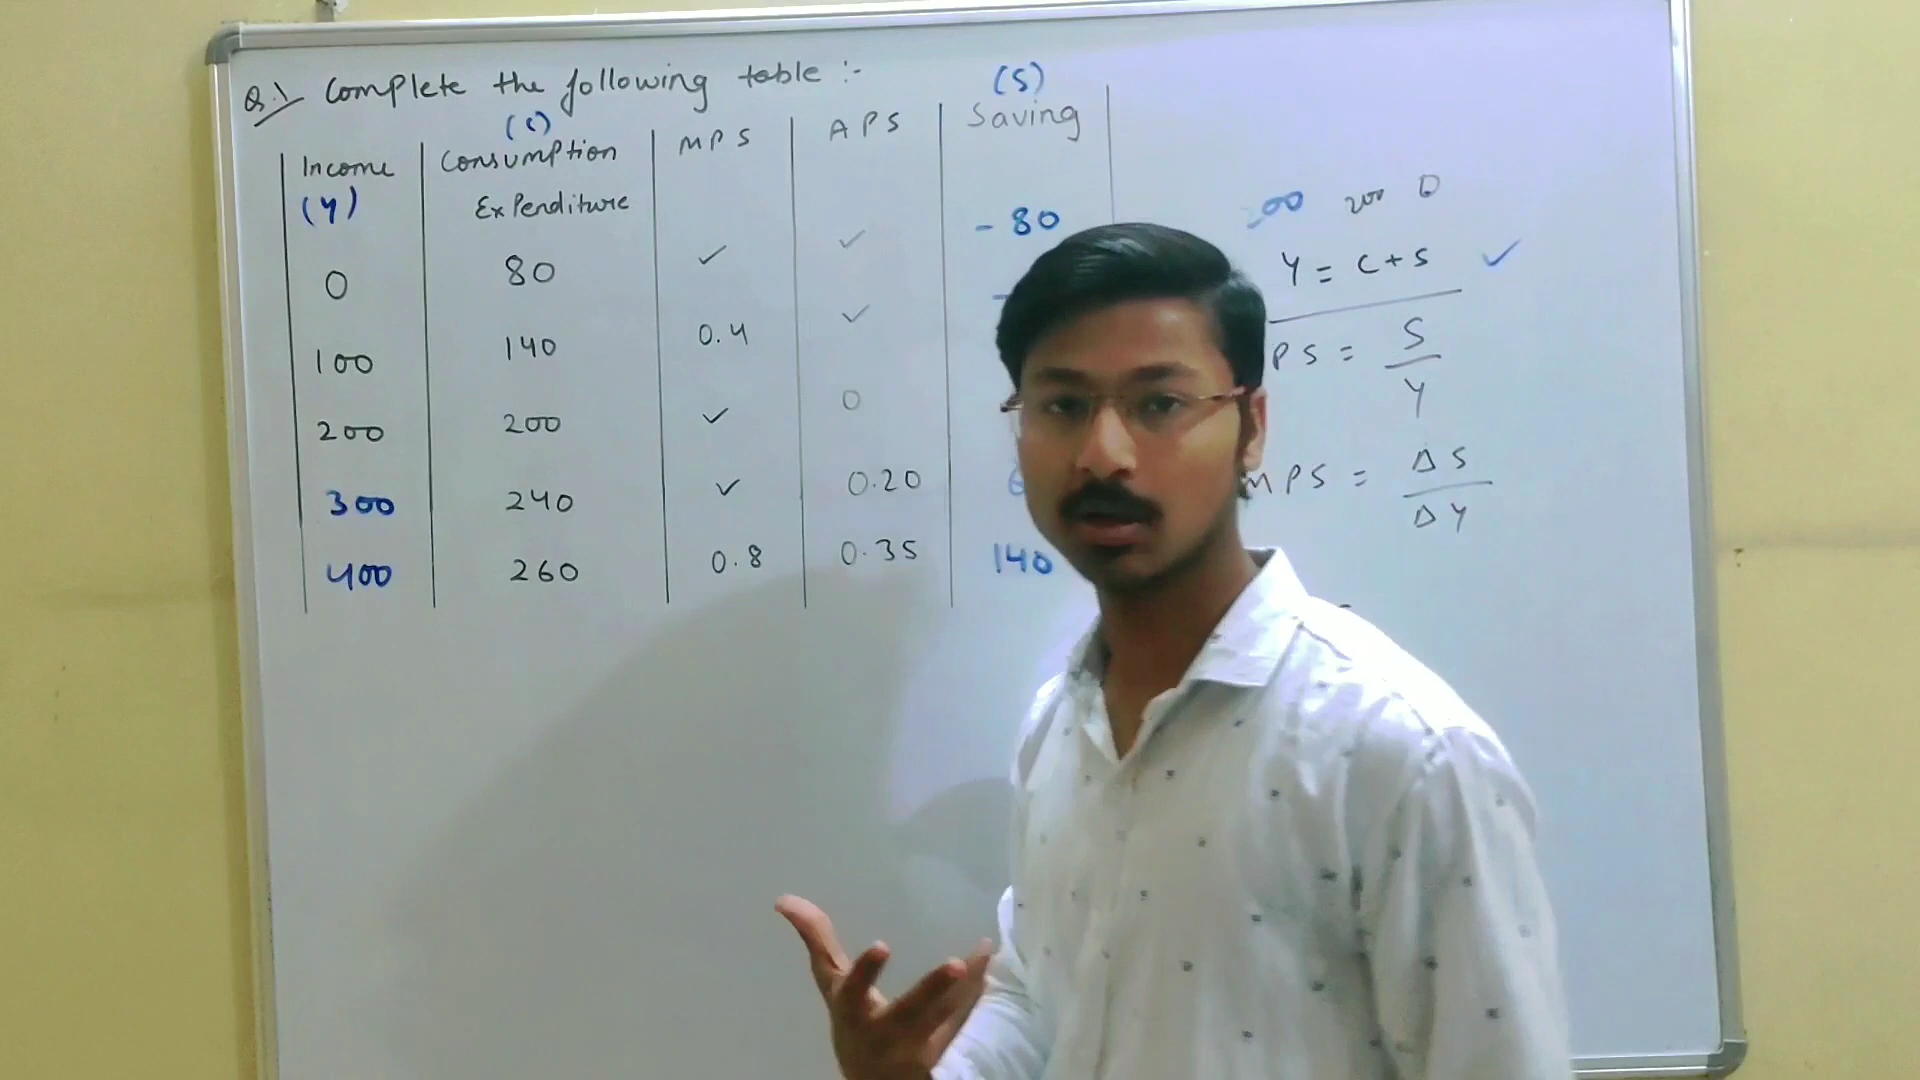 Q.1 Complete the following table :-
Income (Y) | Consumption (C) Expenditure | MPS | APS | (S) Saving
0 | 80 | ✓ | ✓ | -80
100 | 140 | 0.4 | ✓ | -
200 | 200 | ✓ | 0
300 | 240 | ✓ | 0.20
400 | 260 | 0.8 | 0.35 | 140
200 0
Y = C+S ✓
PS = S/Y
MPS = ΔS/ΔY